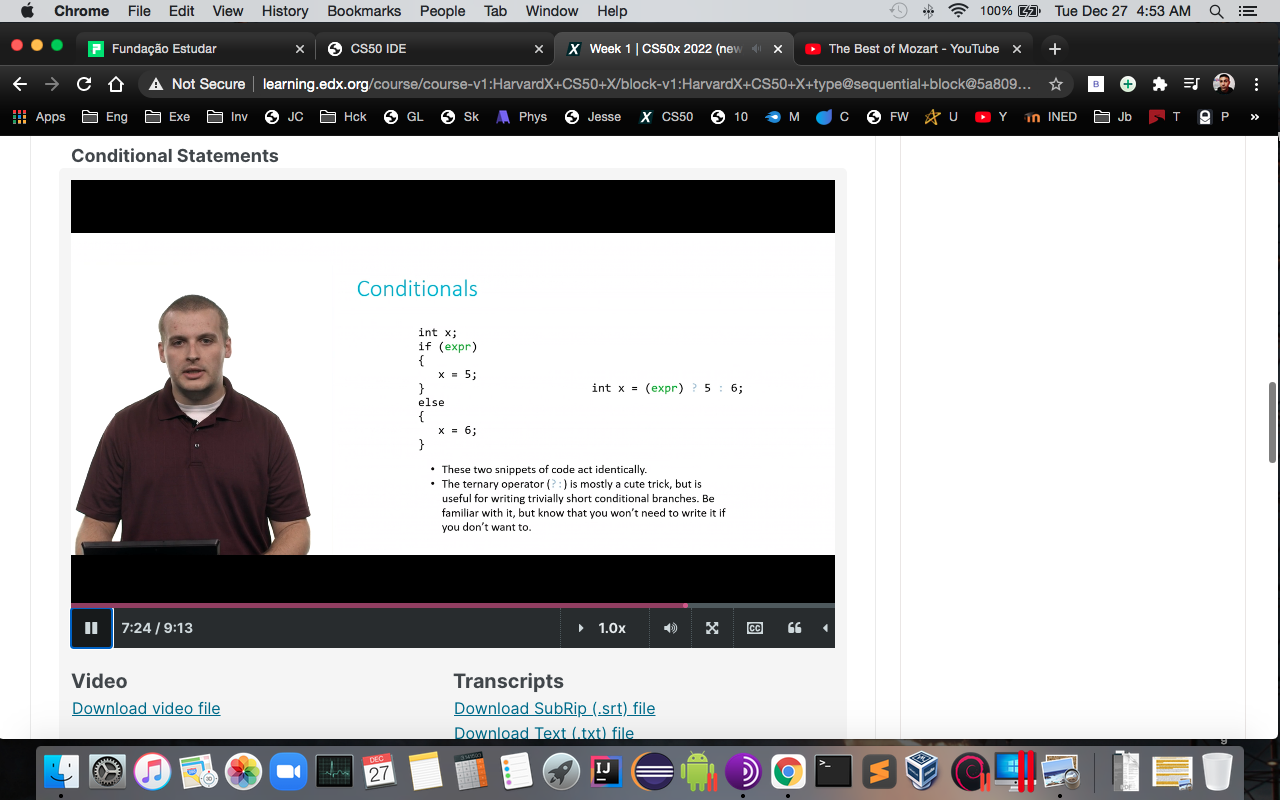 Chrome File Edit View History Bookmarks People Tab Window Help 100% Tue Dec 27 4:53 AM
Fundação Estudar CS50 IDE Week 1 | CS50x 2022 (new The Best of Mozart - YouTube
Not Secure learning.edx.org/course/course-v1:HarvardX+CS50+X/block-v1:HarvardX+CS50+X+type@sequential+block@5a809... B
Apps Eng Exe Inv JC Hck GL Sk Phys Jesse X CS50 10 M C FW U Y INED Jb T P »
Conditional Statements
Conditionals
int x;
if (expr)
{
x = 5;
}
else
{
x = 6;
}
int x = (expr) ? 5 : 6;
• These two snippets of code act identically.
• The ternary operator (?:) is mostly a cute trick, but is
useful for writing trivially short conditional branches. Be
familiar with it, but know that you won't need to write it if
you don't want to.
7:24 / 9:13 1.0x CC
Video
Download video file
Transcripts
Download SubRip (.srt) file
Download Text (.txt) file
DEC
27
IJ